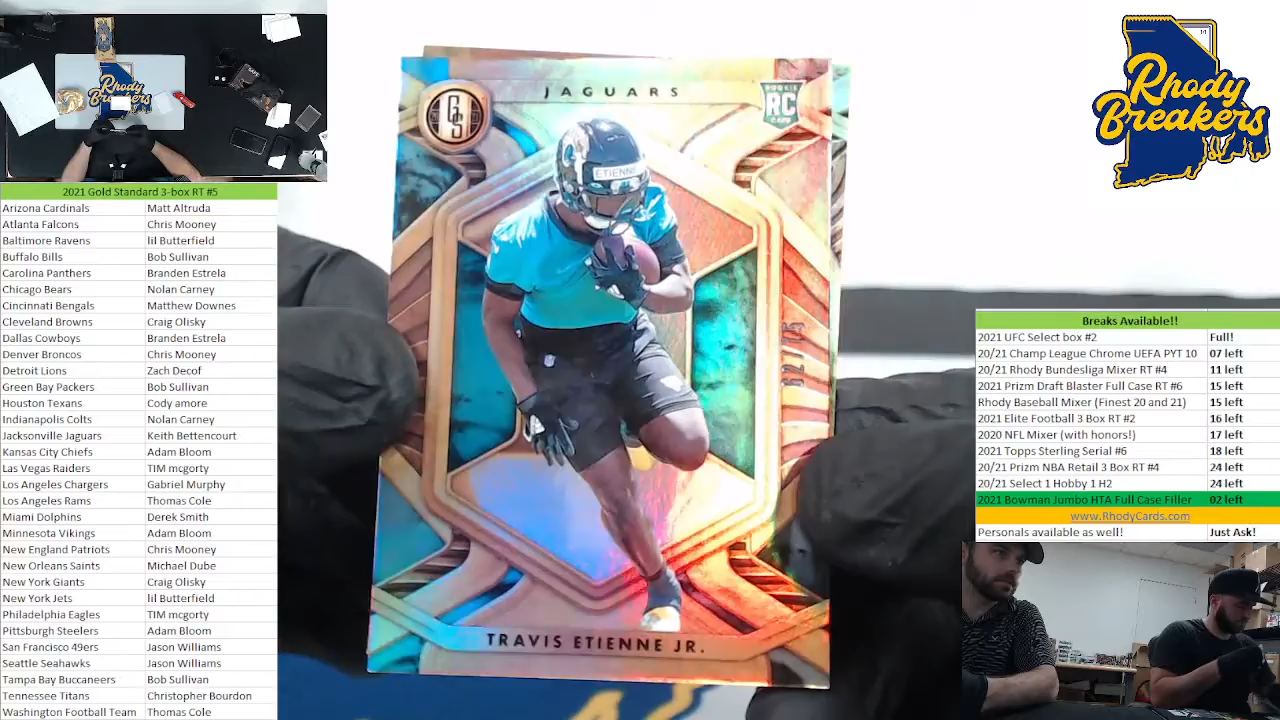 2021 Gold Standard 3-box RT #5
Arizona Cardinals Matt Altruda
Atlanta Falcons Chris Mooney
Baltimore Ravens lil Butterfield
Buffalo Bills Bob Sullivan
Carolina Panthers Branden Estrela
Chicago Bears Nolan Carney
Cincinnati Bengals Matthew Downes
Cleveland Browns Craig Olisky
Dallas Cowboys Branden Estrela
Denver Broncos Chris Mooney
Detroit Lions Zach Decof
Green Bay Packers Bob Sullivan
Houston Texans Cody amore
Indianapolis Colts Nolan Carney
Jacksonville Jaguars Keith Bettencourt
Kansas City Chiefs Adam Bloom
Las Vegas Raiders TIM mcgorty
Los Angeles Chargers Gabriel Murphy
Los Angeles Rams Thomas Cole
Miami Dolphins Derek Smith
Minnesota Vikings Adam Bloom
New England Patriots Chris Mooney
New Orleans Saints Michael Dube
New York Giants Craig Olisky
New York Jets lil Butterfield
Philadelphia Eagles TIM mcgorty
Pittsburgh Steelers Adam Bloom
San Francisco 49ers Jason Williams
Seattle Seahawks Jason Williams
Tampa Bay Buccaneers Bob Sullivan
Tennessee Titans Christopher Bourdon
Washington Football Team Thomas Cole
Rhody
Breakers
JAGUARS
GS
ROOKIE
RC
CARD
ETIENNE
TRAVIS ETIENNE JR.
Rhody
Breakers
Breaks Available!!
2021 UFC Select box #2 Full!
20/21 Champ League Chrome UEFA PYT 10 07 left
20/21 Rhody Bundesliga Mixer RT #4 11 left
2021 Prizm Draft Blaster Full Case RT #6 15 left
Rhody Baseball Mixer (Finest 20 and 21) 15 left
2021 Elite Football 3 Box RT #2 16 left
2020 NFL Mixer (with honors!) 17 left
2021 Topps Sterling Serial #6 18 left
20/21 Prizm NBA Retail 3 Box RT #4 24 left
20/21 Select 1 Hobby 1 H2 24 left
2021 Bowman Jumbo HTA Full Case Filler 02 left
www.RhodyCards.com
Personals available as well! Just Ask!